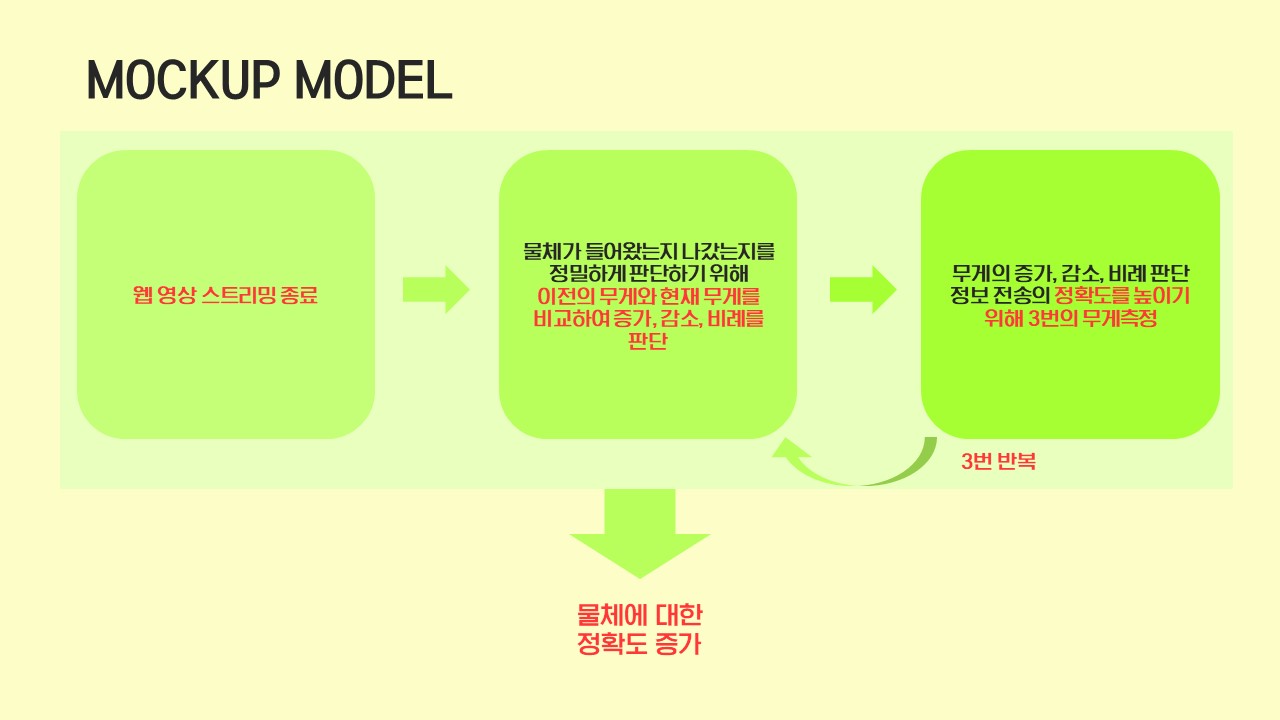 MOCKUP MODEL
웹 영상 스트리밍 종료
물체가 들어왔는지 나갔는지를
정밀하게 판단하기 위해
이전의 무게와 현재 무게를
비교하여 증가, 감소, 비례를
판단
무게의 증가, 감소, 비례 판단
정보 전송의 정확도를 높이기
위해 3번의 무게측정
3번 반복
물체에 대한
정확도 증가